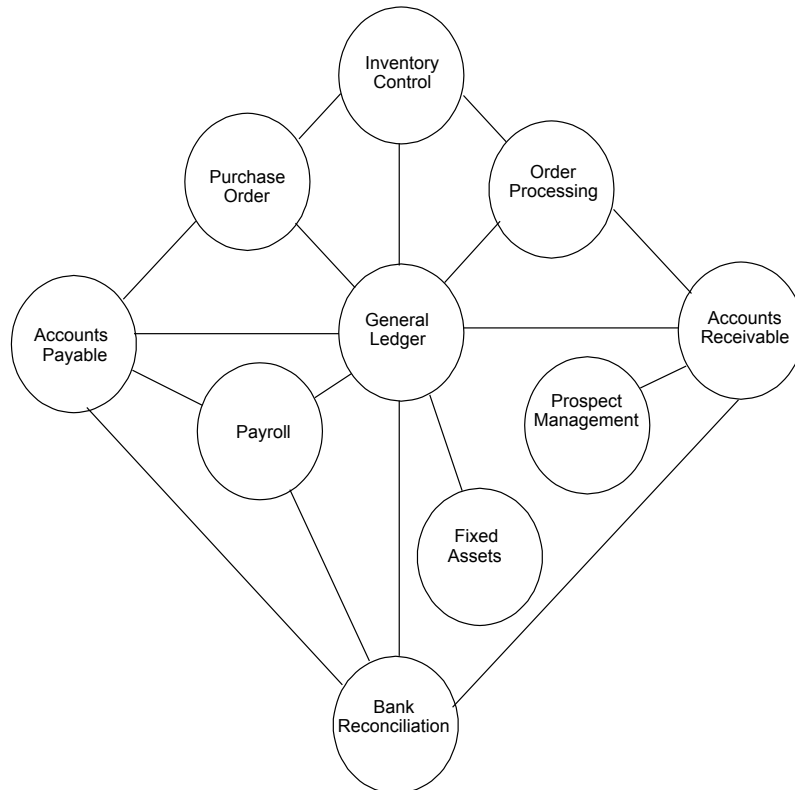 Inventory
Control
Purchase
Order
Order
Processing
General
Ledger
Accounts
Payable
Accounts
Receivable
Payroll
Prospect
Management
Fixed
Assets
Bank
Reconciliation